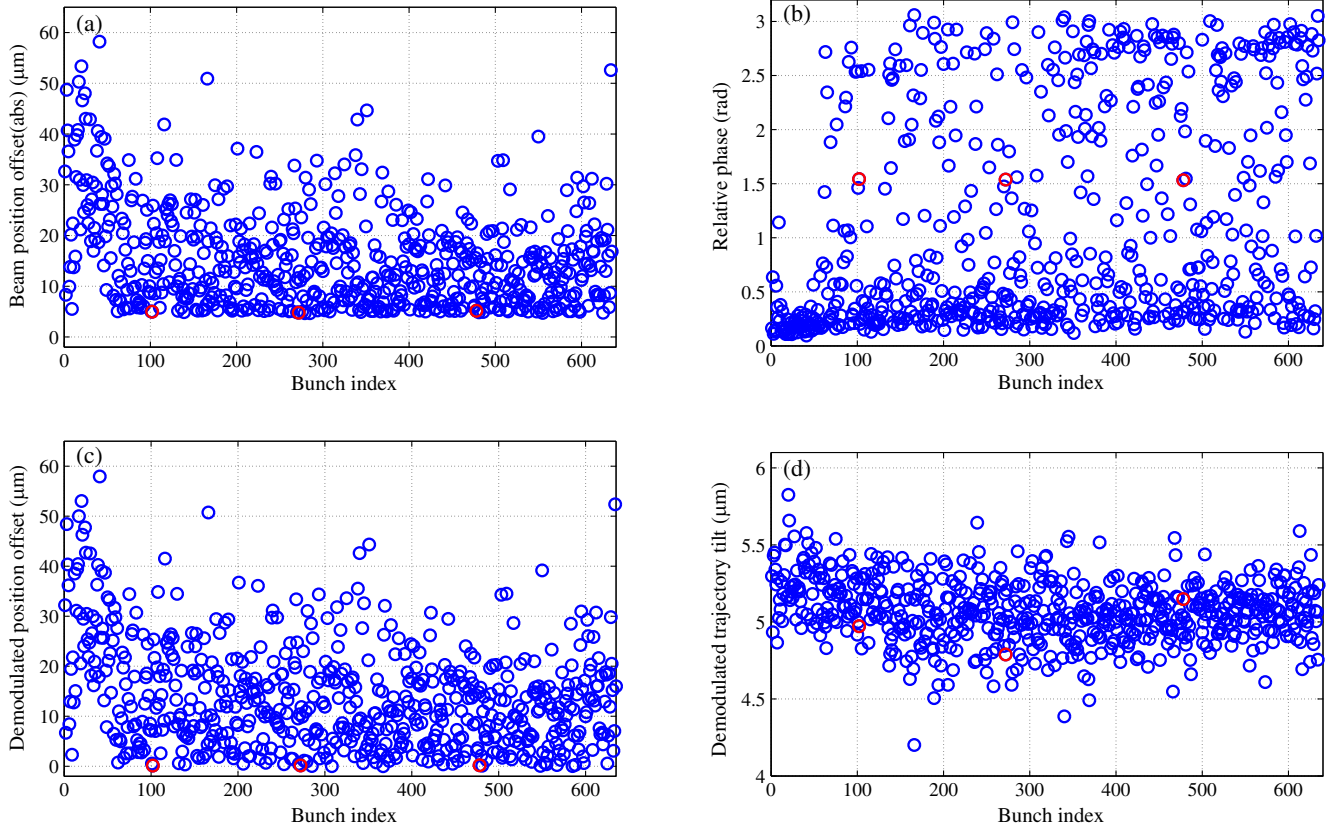 (a)
Beam position offset(abs) (μm)
60
50
40
30
20
10
0
0 100 200 300 400 500 600
Bunch index
(b)
Relative phase (rad)
3
2.5
2
1.5
1
0.5
0
0 100 200 300 400 500 600
Bunch index
(c)
Demodulated position offset (μm)
60
50
40
30
20
10
0
0 100 200 300 400 500 600
Bunch index
(d)
Demodulated trajectory tilt (μm)
6
5.5
5
4.5
4
0 100 200 300 400 500 600
Bunch index